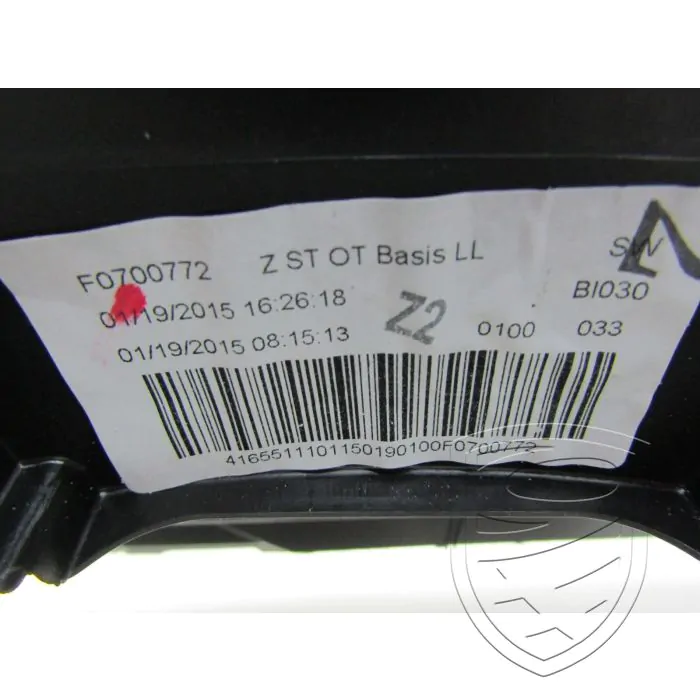 F0700772 Z ST OT Basis LL SW
01/19/2015 16:26:18 Z2 BI030
01/19/2015 08:15:13 0100 033
4165511101150190100F0700772